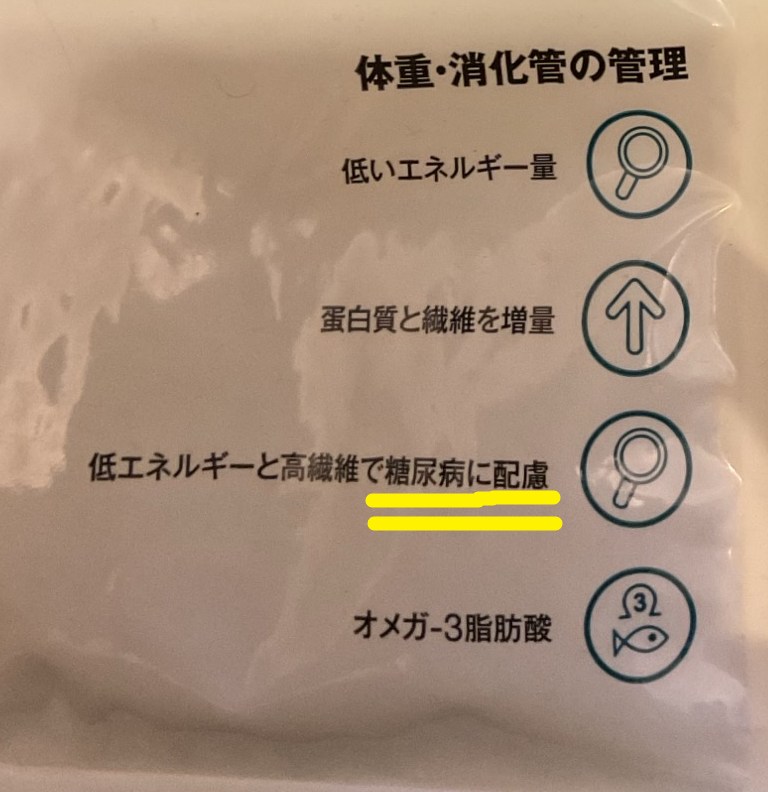 体重・消化管の管理
低いエネルギー量
蛋白質と繊維を増量
低エネルギーと高繊維で糖尿病に配慮
3
オメガ-3脂肪酸